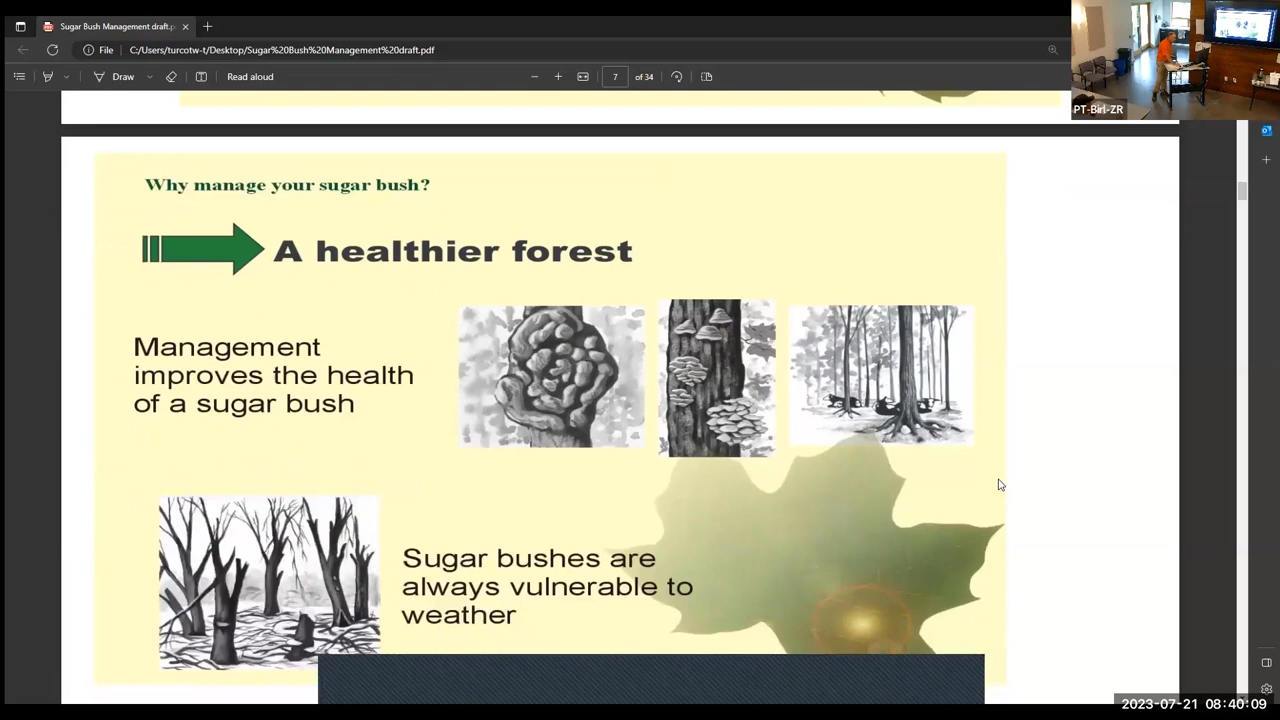 Sugar Bush Management draft.p
File
C:/Users/turcotw-t/Desktop/Sugar%20Bush%20Management%20draft.pdf
Draw
Read aloud
7 of 34
PT-Birl-ZR
Why manage your sugar bush?
A healthier forest
Management
improves the health
of a sugar bush
Sugar bushes are
always vulnerable to
weather
2023-07-21 08:40:09